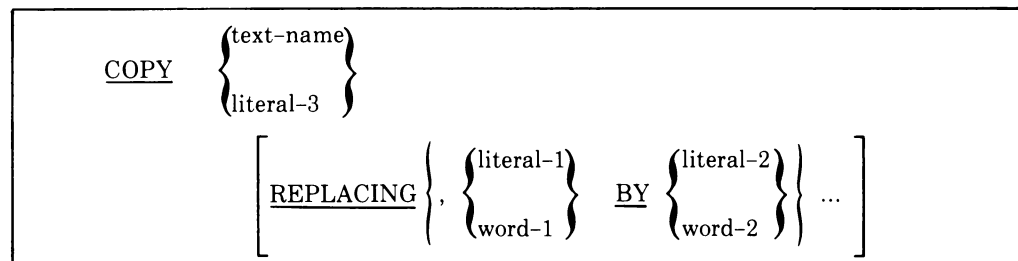 COPY { text-name
literal-3 }
[ REPLACING { , { literal-1
word-1 } BY { literal-2
word-2 } } ... ]